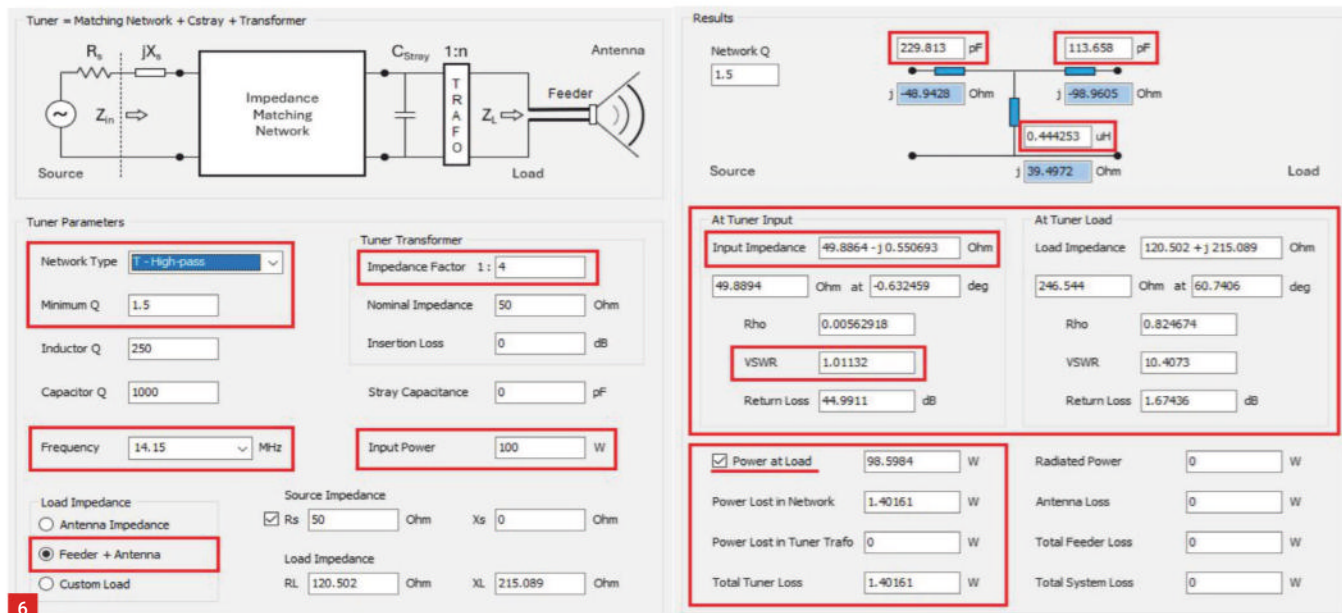 Tuner = Matching Network + Cstray + Transformer
Rs jXs CStray 1:n Antenna
Zin Impedance Matching Network TRAFO ZL Feeder
Source Load
Tuner Parameters
Network Type T - High-pass
Minimum Q 1.5
Inductor Q 250
Capacitor Q 1000
Frequency 14.15 MHz
Tuner Transformer
Impedance Factor 1 : 4
Nominal Impedance 50 Ohm
Insertion Loss 0 dB
Stray Capacitance 0 pF
Input Power 100 W
Load Impedance
Antenna Impedance
Feeder + Antenna
Custom Load
Source Impedance
Rs 50 Ohm Xs 0 Ohm
Load Impedance
RL 120.502 Ohm XL 215.089 Ohm
6
Results
Network Q
1.5
229.813 pF 113.658 pF
j -48.9428 Ohm j -98.9605 Ohm
0.444253 uH
Source j 39.4972 Ohm Load
At Tuner Input
Input Impedance 49.8864 - j 0.550693 Ohm
49.8894 Ohm at -0.632459 deg
Rho 0.00562918
VSWR 1.01132
Return Loss 44.9911 dB
At Tuner Load
Load Impedance 120.502 + j 215.089 Ohm
246.544 Ohm at 60.7406 deg
Rho 0.824674
VSWR 10.4073
Return Loss 1.67436 dB
Power at Load 98.5984 W
Power Lost in Network 1.40161 W
Power Lost in Tuner Trafo 0 W
Total Tuner Loss 1.40161 W
Radiated Power 0 W
Antenna Loss 0 W
Total Feeder Loss 0 W
Total System Loss 0 W